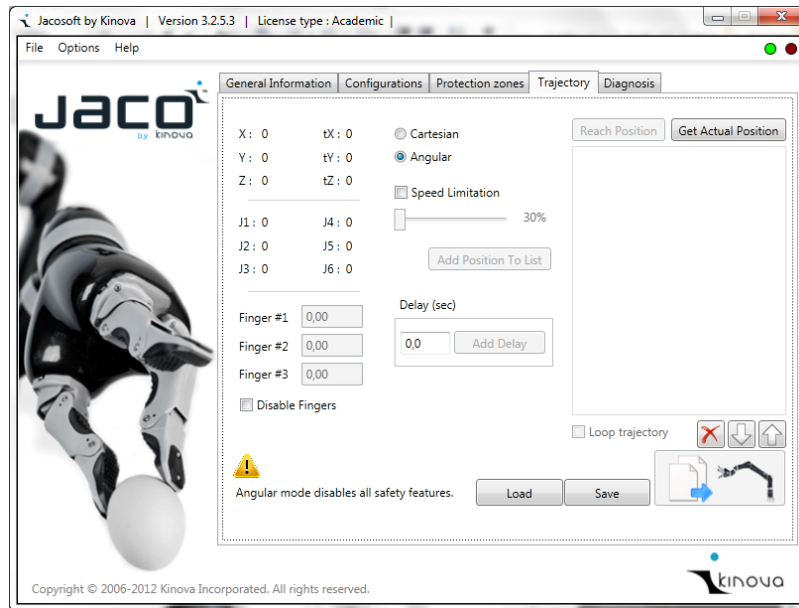 Jacosoft by Kinova | Version 3.2.5.3 | License type : Academic |
File Options Help
General Information Configurations Protection zones Trajectory Diagnosis
Jaco
by kinova
X : 0 tX : 0
Y : 0 tY : 0
Z : 0 tZ : 0
J1 : 0 J4 : 0
J2 : 0 J5 : 0
J3 : 0 J6 : 0
Finger #1 0,00
Finger #2 0,00
Finger #3 0,00
Disable Fingers
Cartesian
Angular
Speed Limitation
30%
Add Position To List
Delay (sec)
0,0 Add Delay
Reach Position Get Actual Position
Loop trajectory
Angular mode disables all safety features.
Load Save
kinova
Copyright © 2006-2012 Kinova Incorporated. All rights reserved.